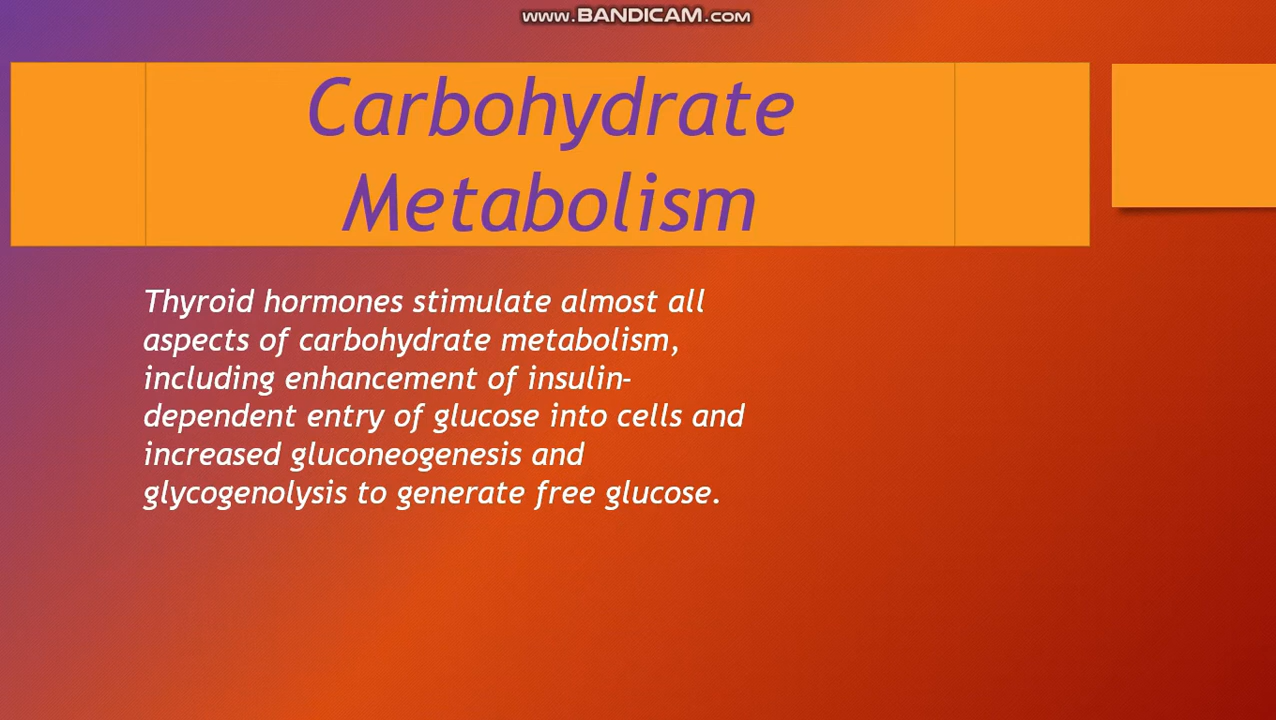 www.BANDICAM.com
Carbohydrate
Metabolism
Thyroid hormones stimulate almost all
aspects of carbohydrate metabolism,
including enhancement of insulin-
dependent entry of glucose into cells and
increased gluconeogenesis and
glycogenolysis to generate free glucose.